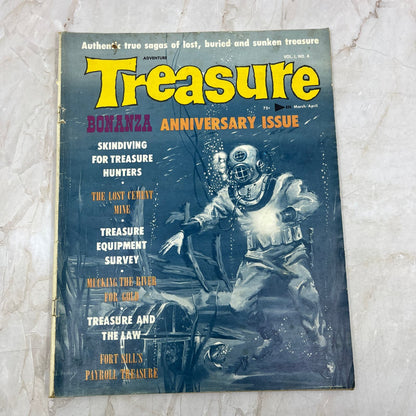 Authentic true sagas of lost, buried and sunken treasure
ADVENTURE
VOL. 1, NO. 4
Treasure
75¢
March/April
BONANZA ANNIVERSARY ISSUE
SKINDIVING
FOR TREASURE
HUNTERS
THE LOST CEMENT
MINE
TREASURE
EQUIPMENT
SURVEY
MUCKING THE RIVER
FOR GOLD
TREASURE AND
THE LAW
FORT SILL'S
PAYROLL TREASURE